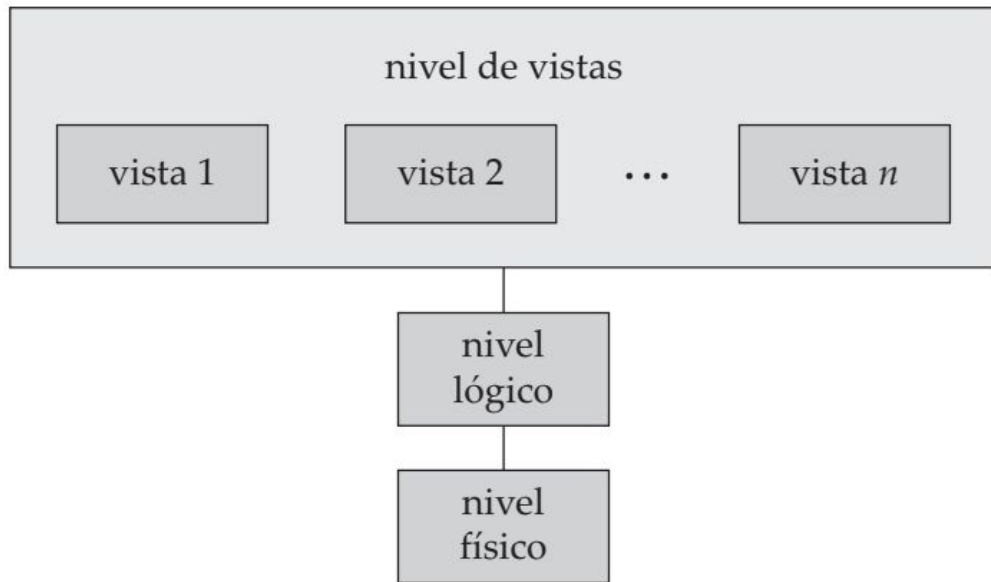 nivel de vistas
vista 1 vista 2 ... vista n
nivel
lógico
nivel
físico